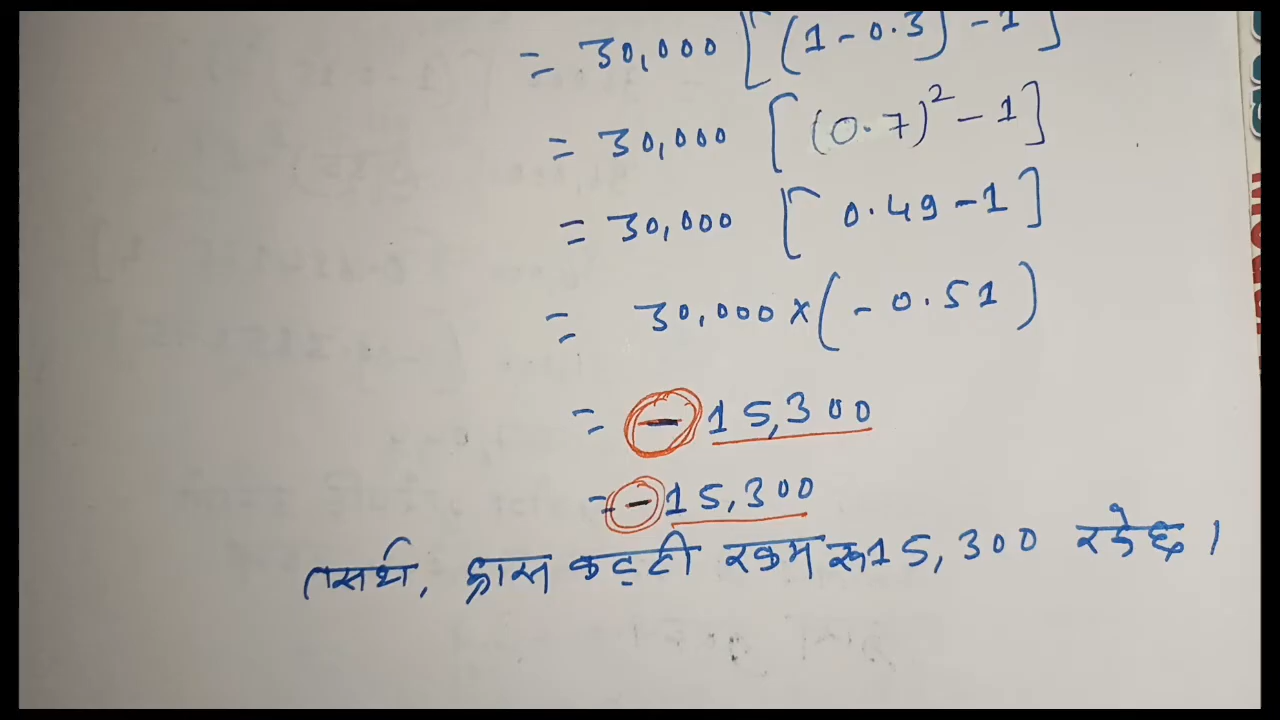 = 30,000 [(1-0.3) -1]
= 30,000 [(0.7)² -1]
= 30,000 [0.49-1]
= 30,000 × (-0.51)
= -15,300
= -15,300
तसर्थ, ह्रास कट्टी रकम रू15,300 रहेछ।